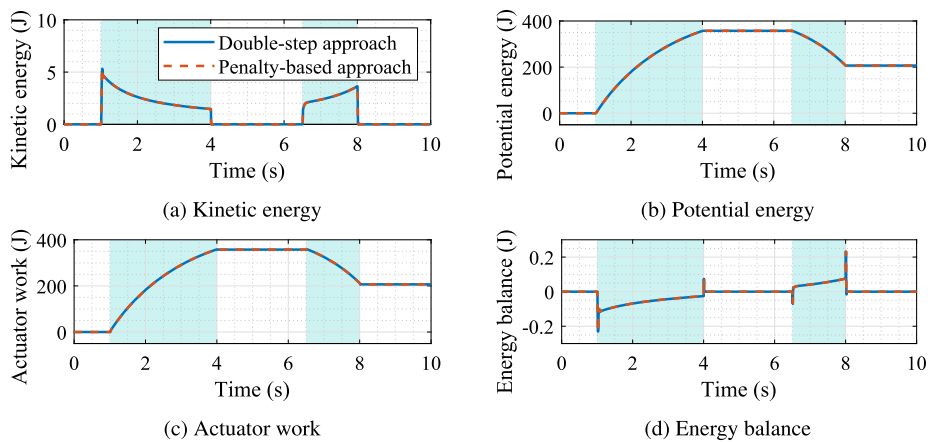 Kinetic energy (J)
10
5
0
Double-step approach
Penalty-based approach
0 2 4 6 8 10
Time (s)
(a) Kinetic energy
Potential energy (J)
400
200
0
0 2 4 6 8 10
Time (s)
(b) Potential energy
Actuator work (J)
400
200
0
0 2 4 6 8 10
Time (s)
(c) Actuator work
Energy balance (J)
0.2
0
-0.2
0 2 4 6 8 10
Time (s)
(d) Energy balance